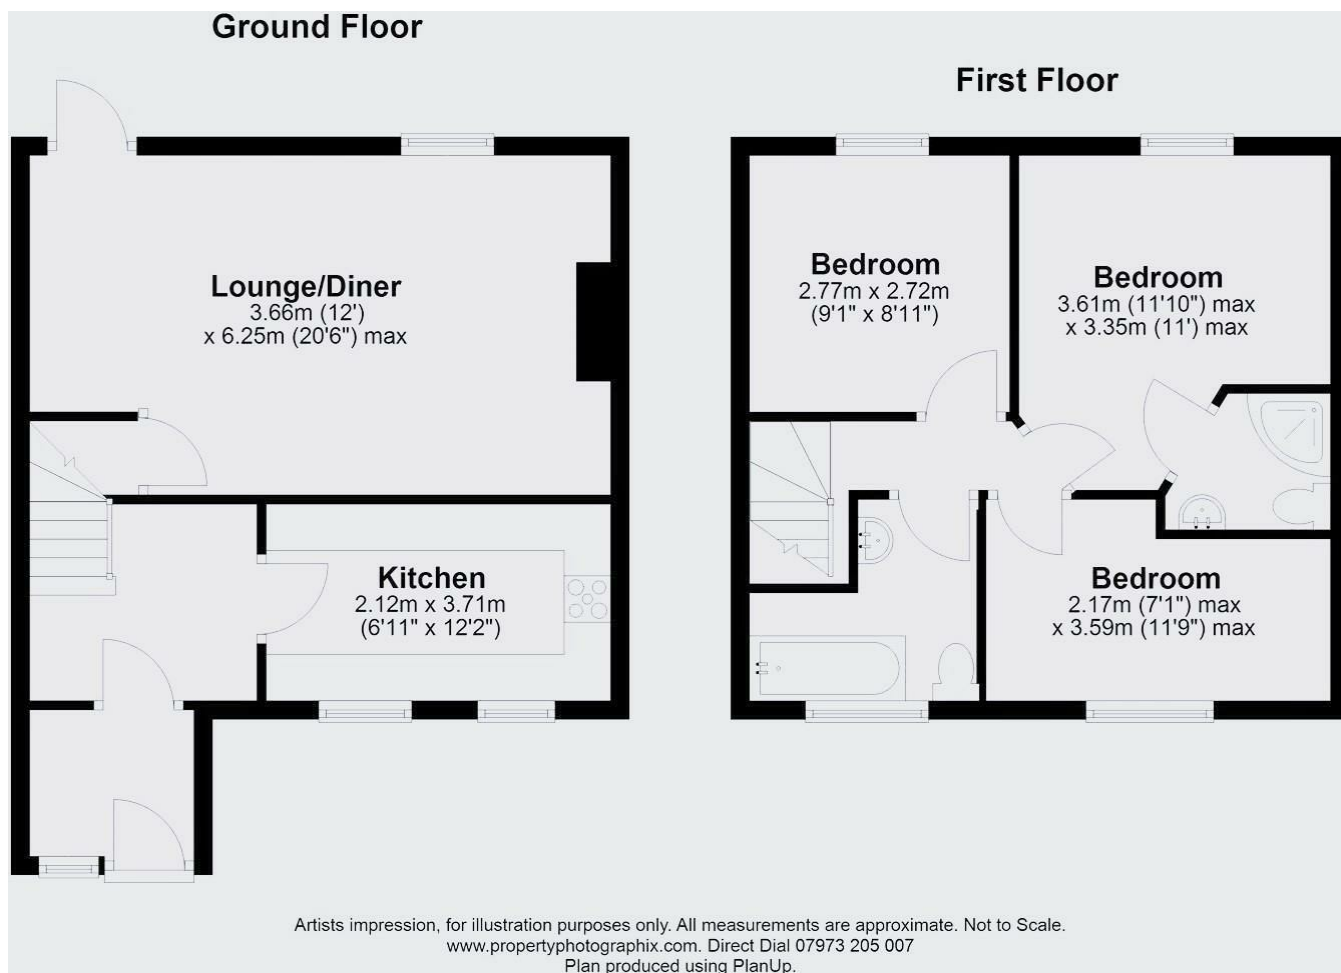 Ground Floor
First Floor
Lounge/Diner
3.66m (12')
x 6.25m (20'6") max
Kitchen
2.12m x 3.71m
(6'11" x 12'2")
Bedroom
2.77m x 2.72m
(9'1" x 8'11")
Bedroom
3.61m (11'10") max
x 3.35m (11') max
Bedroom
2.17m (7'1") max
x 3.59m (11'9") max
Artists impression, for illustration purposes only. All measurements are approximate. Not to Scale.
www.propertyphotographix.com. Direct Dial 07973 205 007
Plan produced using PlanUp.